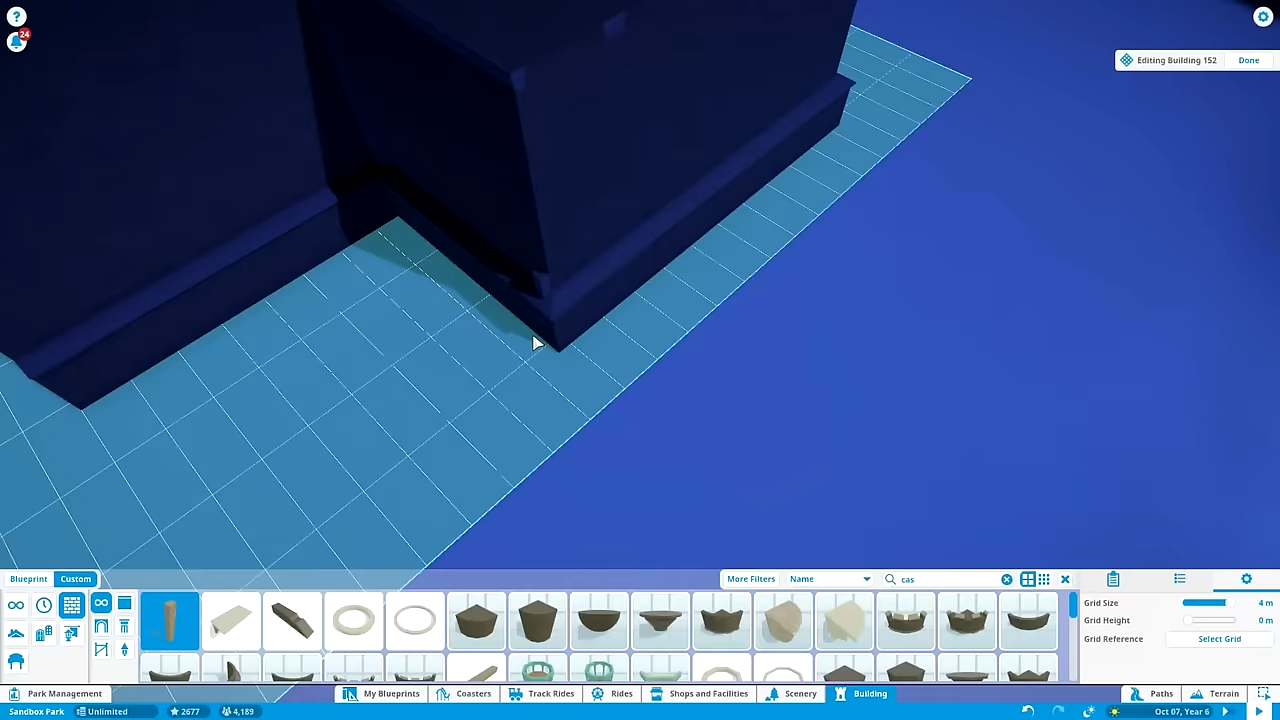 ?
24
Editing Building 152 Done
Blueprint Custom
More Filters Name cas
Grid Size 4 m
Grid Height 0 m
Grid Reference Select Grid
Park Management My Blueprints Coasters Track Rides Rides Shops and Facilities Scenery Building Paths Terrain
Sandbox Park Unlimited 2677 4,189 Oct 07, Year 6